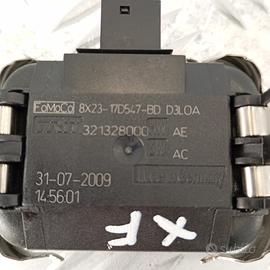 FoMoCo 8X23-17D547-BD D3LOA
321328000 AE
AC
31-07-2009
14:56:01
XF